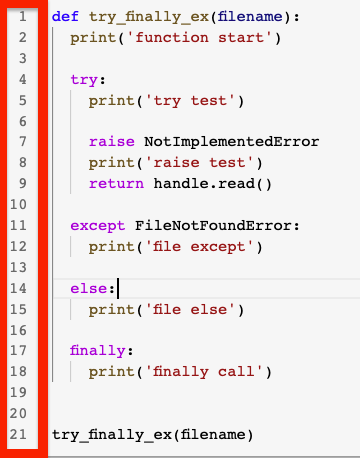 1 def try_finally_ex(filename):
2 print('function start')
3
4 try:
5 print('try test')
6
7 raise NotImplementedError
8 print('raise test')
9 return handle.read()
10
11 except FileNotFoundError:
12 print('file except')
13
14 else:
15 print('file else')
16
17 finally:
18 print('finally call')
19
20
21 try_finally_ex(filename)